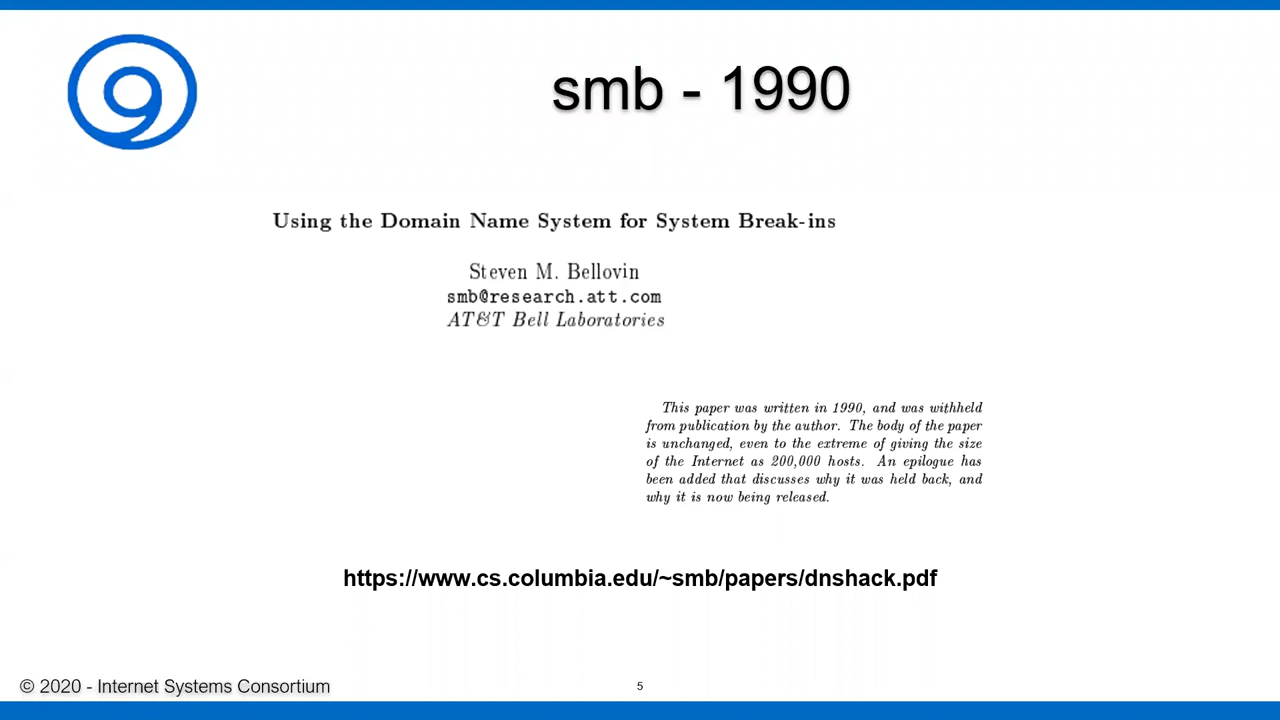 smb - 1990
Using the Domain Name System for System Break-ins
Steven M. Bellovin
smb@research.att.com
AT&T Bell Laboratories
This paper was written in 1990, and was withheld
from publication by the author. The body of the paper
is unchanged, even to the extreme of giving the size
of the Internet as 200,000 hosts. An epilogue has
been added that discusses why it was held back, and
why it is now being released.
https://www.cs.columbia.edu/~smb/papers/dnshack.pdf
© 2020 - Internet Systems Consortium
5